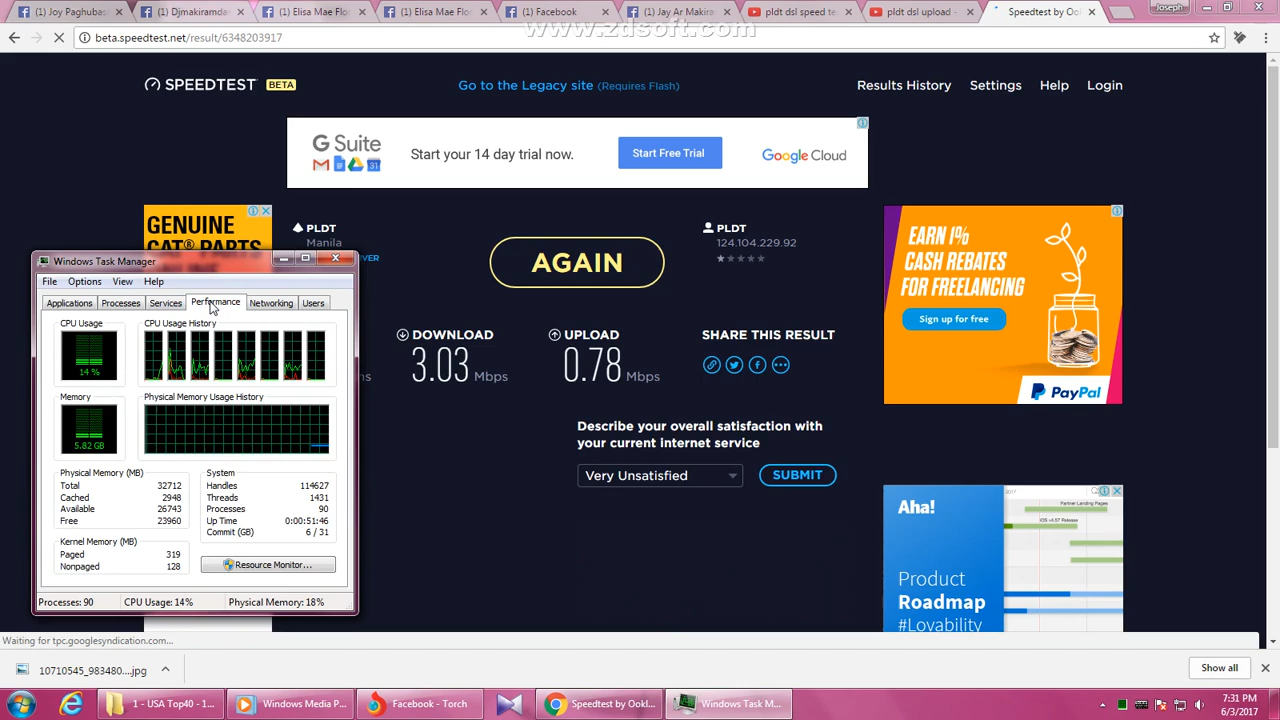 (1) Joy Paghubas
(1) Djmakiramda
(1) Elisa Mae Flo
(1) Elisa Mae Flo
(1) Facebook
(1) Jay Ar Makira
pldt dsl speed te
pldt dsl upload -
Speedtest by Ook
Joseph
www.zdsoft.com
beta.speedtest.net/result/6348203917
SPEEDTEST BETA
Go to the Legacy site (Requires Flash)
Results History
Settings
Help
Login
G Suite
Start your 14 day trial now.
Start Free Trial
Google Cloud
GENUINE
CAT® PARTS
PLDT
Manila
AGAIN
PLDT
124.104.229.92
EARN 1%
CASH REBATES
FOR FREELANCING
Sign up for free
PayPal
Windows Task Manager
File Options View Help
Applications Processes Services Performance Networking Users
CPU Usage
CPU Usage History
14 %
Memory
Physical Memory Usage History
5.82 GB
Physical Memory (MB)
Total 32712
Cached 2948
Available 26743
Free 23960
Kernel Memory (MB)
Paged 319
Nonpaged 128
System
Handles 114627
Threads 1431
Processes 90
Up Time 0:00:51:46
Commit (GB) 6 / 31
Resource Monitor...
Processes: 90 CPU Usage: 14% Physical Memory: 18%
DOWNLOAD
3.03 Mbps
UPLOAD
0.78 Mbps
SHARE THIS RESULT
Describe your overall satisfaction with
your current internet service
Very Unsatisfied
SUBMIT
Aha!
2017
Partner Landing Pages
Product
Roadmap
#Lovability
Waiting for tpc.googlesyndication.com...
10710545_983480....jpg
Show all
1 - USA Top40 - 1...
Windows Media P...
Facebook - Torch
Speedtest by Ookl...
Windows Task M...
7:31 PM
6/3/2017